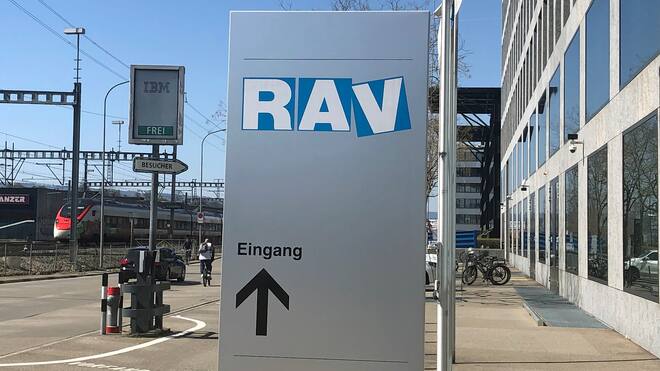 RAV
IBM
FREI
BESUCHER
Eingang